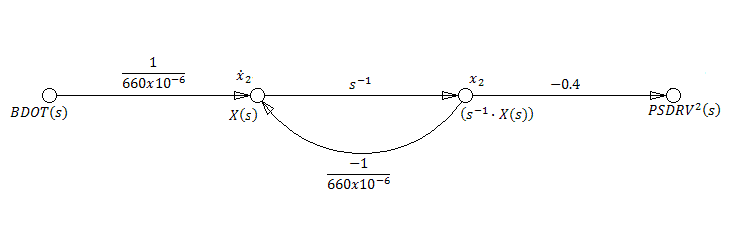 1
660x10⁻⁶
ẋ₂
s⁻¹
x₂
−0.4
BDOT(s)
X(s)
(s⁻¹ · X(s))
PSDRV²(s)
−1
660x10⁻⁶